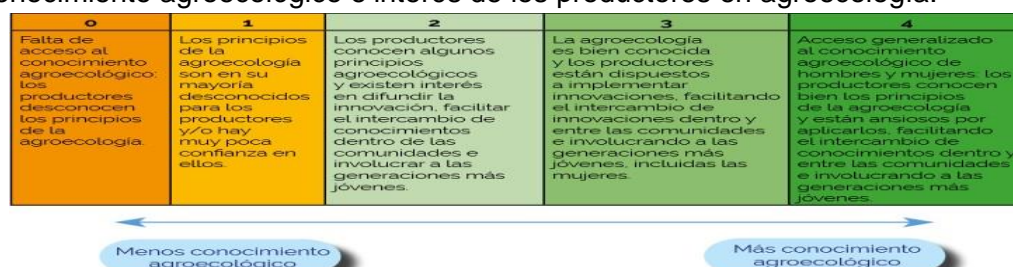 onocimiento agroecológico e interés de los productores en agroecología.
0
Falta de
acceso al
conocimiento
agroecológico:
los
productores
desconocen
los principios
de la
agroecología.
1
Los principios
de la
agroecología
son en su
mayoría
desconocidos
para los
productores
y/o hay
muy poca
confianza en
ellos.
2
Los productores
conocen algunos
principios
agroecológicos
y existen interés
en difundir la
innovación, facilitar
el intercambio de
conocimientos
dentro de las
comunidades e
involucrar a las
generaciones más
jóvenes.
3
La agroecología
es bien conocida
y los productores
están dispuestos
a implementar
innovaciones, facilitando
el intercambio de
innovaciones dentro y
entre las comunidades
e involucrando a las
generaciones más
jóvenes, incluidas las
mujeres.
4
Acceso generalizado
al conocimiento
agroecológico de
hombres y mujeres: los
productores conocen
bien los principios
de la agroecología
y están ansiosos por
aplicarlos, facilitando
el intercambio de
conocimientos dentro y
entre las comunidades
e involucrando a las
generaciones más
jóvenes.
Menos conocimiento
agroecológico
Más conocimiento
agroecológico